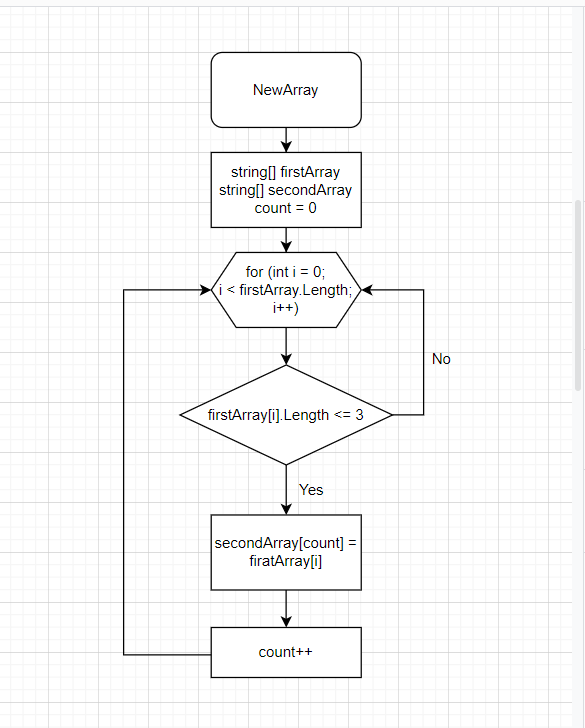 NewArray
string[] firstArray
string[] secondArray
count = 0
for (int i = 0;
i < firstArray.Length;
i++)
No
firstArray[i].Length <= 3
Yes
secondArray[count] =
firatArray[i]
count++